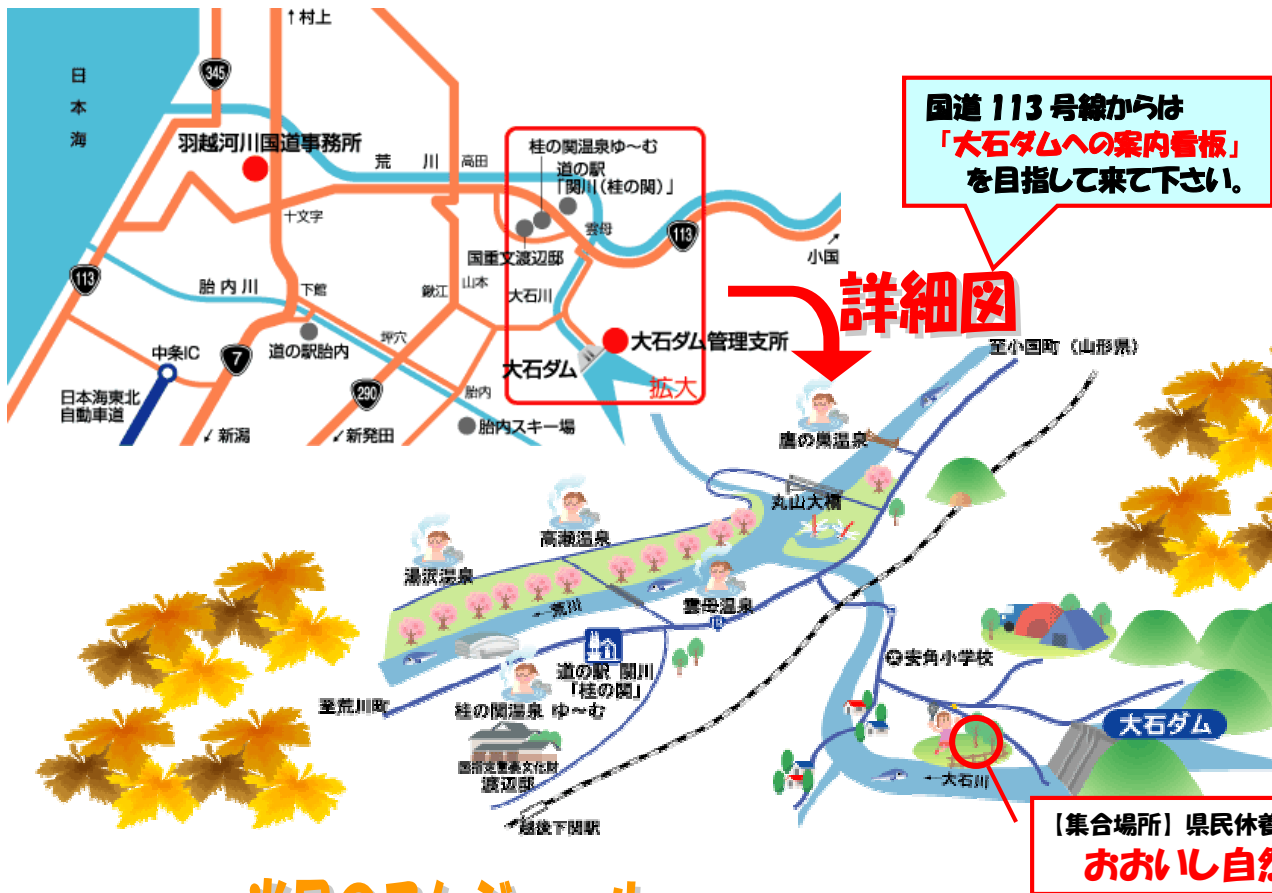 ↑村上
日本海
345
羽越河川国道事務所
荒川
高田
桂の関温泉ゆ～む
道の駅
「関川(桂の関)」
十文字
国重文渡辺邸
雲母
113
小国
113
胎内川
下館
鍬江
山本
大石川
中条IC
7
道の駅胎内
坪穴
大石ダム管理支所
大石ダム
拡大
日本海東北
自動車道
290
胎内
↙新潟
↙新発田
胎内スキー場
国道113号線からは
「大石ダムへの案内看板」
を目指して来て下さい。
詳細図
至小国町（山形県）
鷹の巣温泉
丸山大橋
高瀬温泉
湯沢温泉
←荒川
雲母温泉
道の駅 関川
「桂の関」
安角小学校
至荒川町
桂の関温泉 ゆ～む
大石ダム
国指定重要文化財
渡辺邸
←大石川
越後下関駅
【集合場所】県民休養
おおいし自然